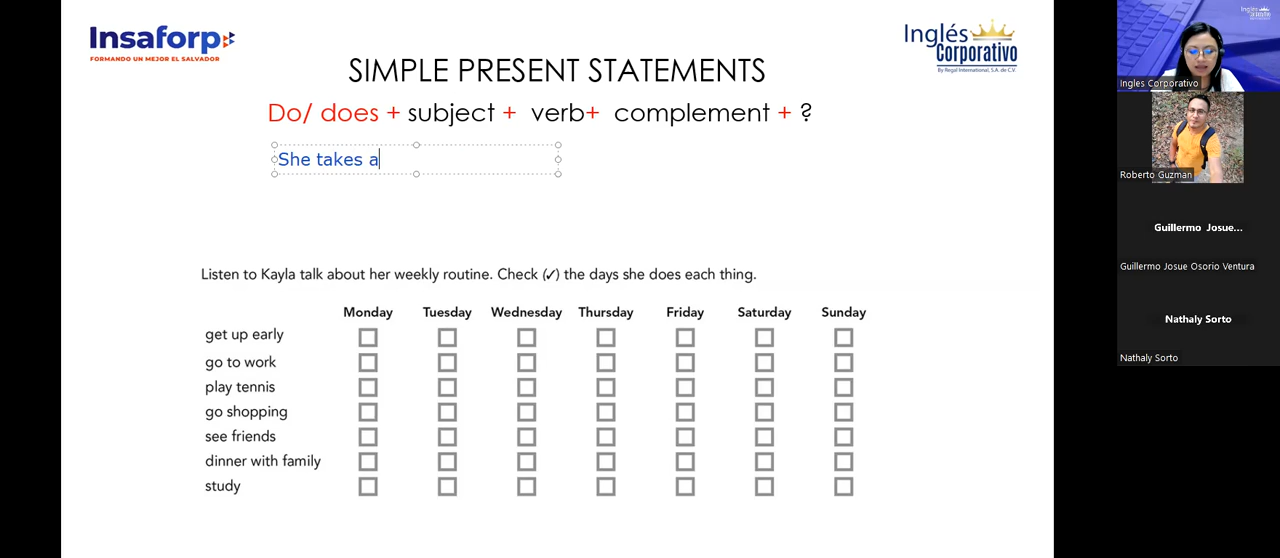 Insaforp
FORMANDO UN MEJOR EL SALVADOR
Inglés
Corporativo
By Regal International, S.A. de C.V.
SIMPLE PRESENT STATEMENTS
Do/ does + subject + verb+ complement + ?
She takes a
Listen to Kayla talk about her weekly routine. Check (✓) the days she does each thing.
Monday Tuesday Wednesday Thursday Friday Saturday Sunday
get up early
go to work
play tennis
go shopping
see friends
dinner with family
study
Ingles Corporativo
Roberto Guzman
Guillermo Josue...
Guillermo Josue Osorio Ventura
Nathaly Sorto
Nathaly Sorto